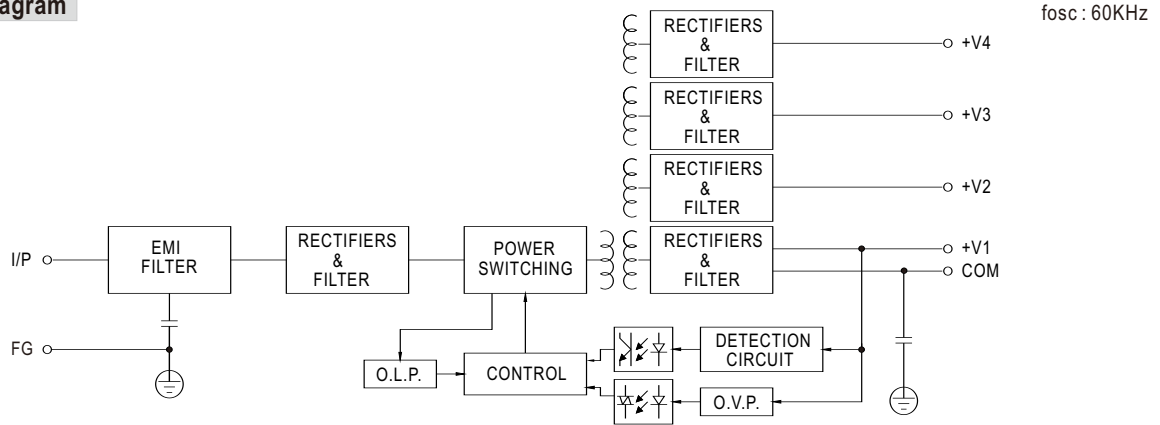 agram
fosc : 60KHz
RECTIFIERS
&
FILTER
+V4
RECTIFIERS
&
FILTER
+V3
RECTIFIERS
&
FILTER
+V2
I/P
EMI
FILTER
RECTIFIERS
&
FILTER
POWER
SWITCHING
RECTIFIERS
&
FILTER
+V1
COM
FG
O.L.P.
CONTROL
DETECTION
CIRCUIT
O.V.P.